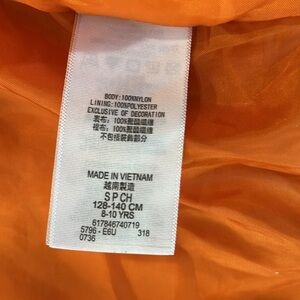 BODY: 100%NYLON
LINING: 100%POLYESTER
EXCLUSIVE OF DECORATION
表布: 100%聚醯胺纖維
裡布: 100%聚酯纖維
不包括裝飾部分
MADE IN VIETNAM
越南製造
S P CH
128-140 CM
8-10 YRS
617846740719
5796 - E6U 318
0736